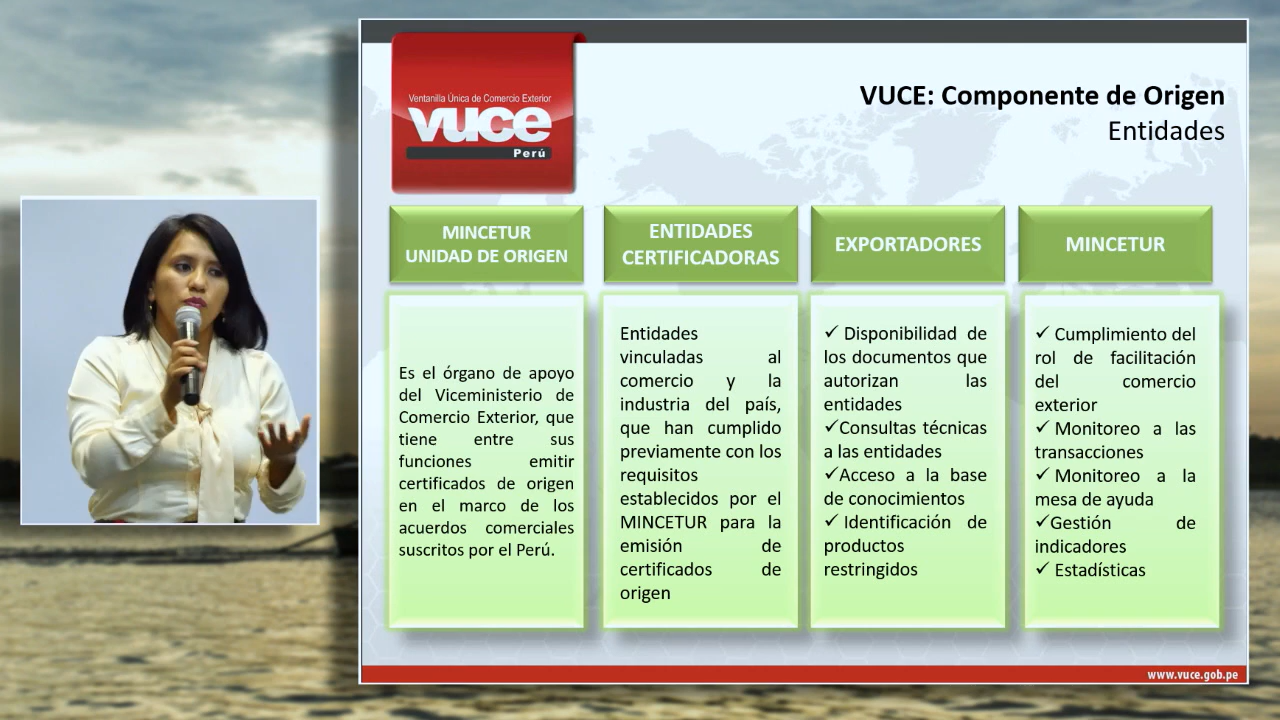 Ventanilla Única de Comercio Exterior
vuce
Perú
VUCE: Componente de Origen
Entidades
MINCETUR
UNIDAD DE ORIGEN
Es el órgano de apoyo
del Viceministerio de
Comercio Exterior, que
tiene entre sus
funciones emitir
certificados de origen
en el marco de los
acuerdos comerciales
suscritos por el Perú.
ENTIDADES
CERTIFICADORAS
Entidades
vinculadas al
comercio y la
industria del país,
que han cumplido
previamente con los
requisitos
establecidos por el
MINCETUR para la
emisión de
certificados de
origen
EXPORTADORES
✓ Disponibilidad de
los documentos que
autorizan las
entidades
✓Consultas técnicas
a las entidades
✓Acceso a la base
de conocimientos
✓ Identificación de
productos
restringidos
MINCETUR
✓ Cumplimiento del
rol de facilitación
del comercio
exterior
✓ Monitoreo a las
transacciones
✓ Monitoreo a la
mesa de ayuda
✓Gestión de
indicadores
✓ Estadísticas
www.vuce.gob.pe